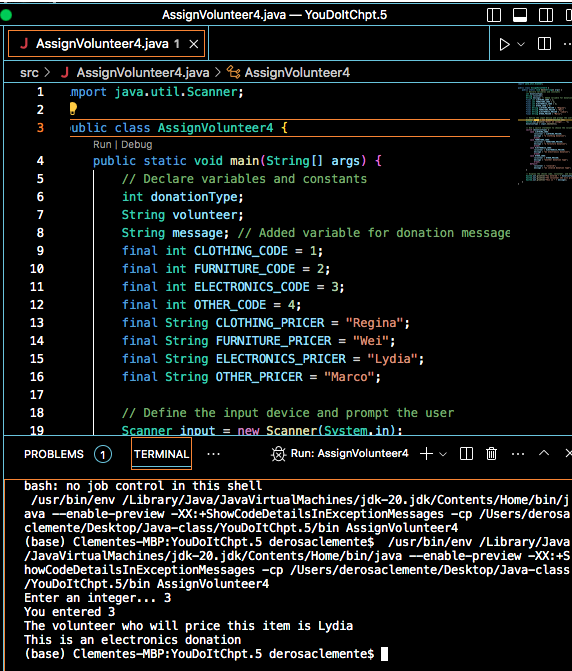 AssignVolunteer4.java — YouDoItChpt.5
J AssignVolunteer4.java 1 ×
src > J AssignVolunteer4.java > AssignVolunteer4
1 mport java.util.Scanner;
2
3 public class AssignVolunteer4 {
Run | Debug
4 public static void main(String[] args) {
5 // Declare variables and constants
6 int donationType;
7 String volunteer;
8 String message; // Added variable for donation message
9 final int CLOTHING_CODE = 1;
10 final int FURNITURE_CODE = 2;
11 final int ELECTRONICS_CODE = 3;
12 final int OTHER_CODE = 4;
13 final String CLOTHING_PRICER = "Regina";
14 final String FURNITURE_PRICER = "Wei";
15 final String ELECTRONICS_PRICER = "Lydia";
16 final String OTHER_PRICER = "Marco";
17
18 // Define the input device and prompt the user
19 Scanner input = new Scanner(System.in);
PROBLEMS 1 TERMINAL ··· Run: AssignVolunteer4
bash: no job control in this shell
/usr/bin/env /Library/Java/JavaVirtualMachines/jdk-20.jdk/Contents/Home/bin/j
ava --enable-preview -XX:+ShowCodeDetailsInExceptionMessages -cp /Users/derosa
clemente/Desktop/Java-class/YouDoItChpt.5/bin AssignVolunteer4
(base) Clementes-MBP:YouDoItChpt.5 derosaclemente$  /usr/bin/env /Library/Java
/JavaVirtualMachines/jdk-20.jdk/Contents/Home/bin/java --enable-preview -XX:+S
howCodeDetailsInExceptionMessages -cp /Users/derosaclemente/Desktop/Java-class
/YouDoItChpt.5/bin AssignVolunteer4
Enter an integer... 3
You entered 3
The volunteer who will price this item is Lydia
This is an electronics donation
(base) Clementes-MBP:YouDoItChpt.5 derosaclemente$